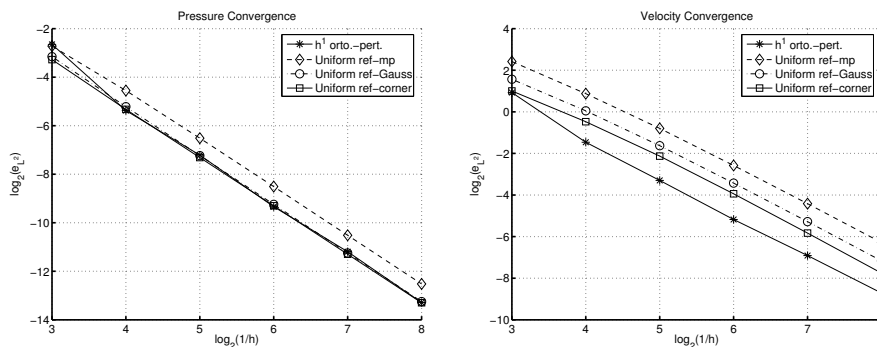 Pressure Convergence
−2
−4
−6
−8
−10
−12
−14
3 4 5 6 7 8
log₂(1/h)
log₂(e_L²)
h¹ orto.-pert.
Uniform ref-mp
Uniform ref-Gauss
Uniform ref-corner
Velocity Convergence
4
2
0
−2
−4
−6
−8
−10
3 4 5 6 7
log₂(1/h)
log₂(e_L²)
h¹ orto.-pert.
Uniform ref-mp
Uniform ref-Gauss
Uniform ref-corner